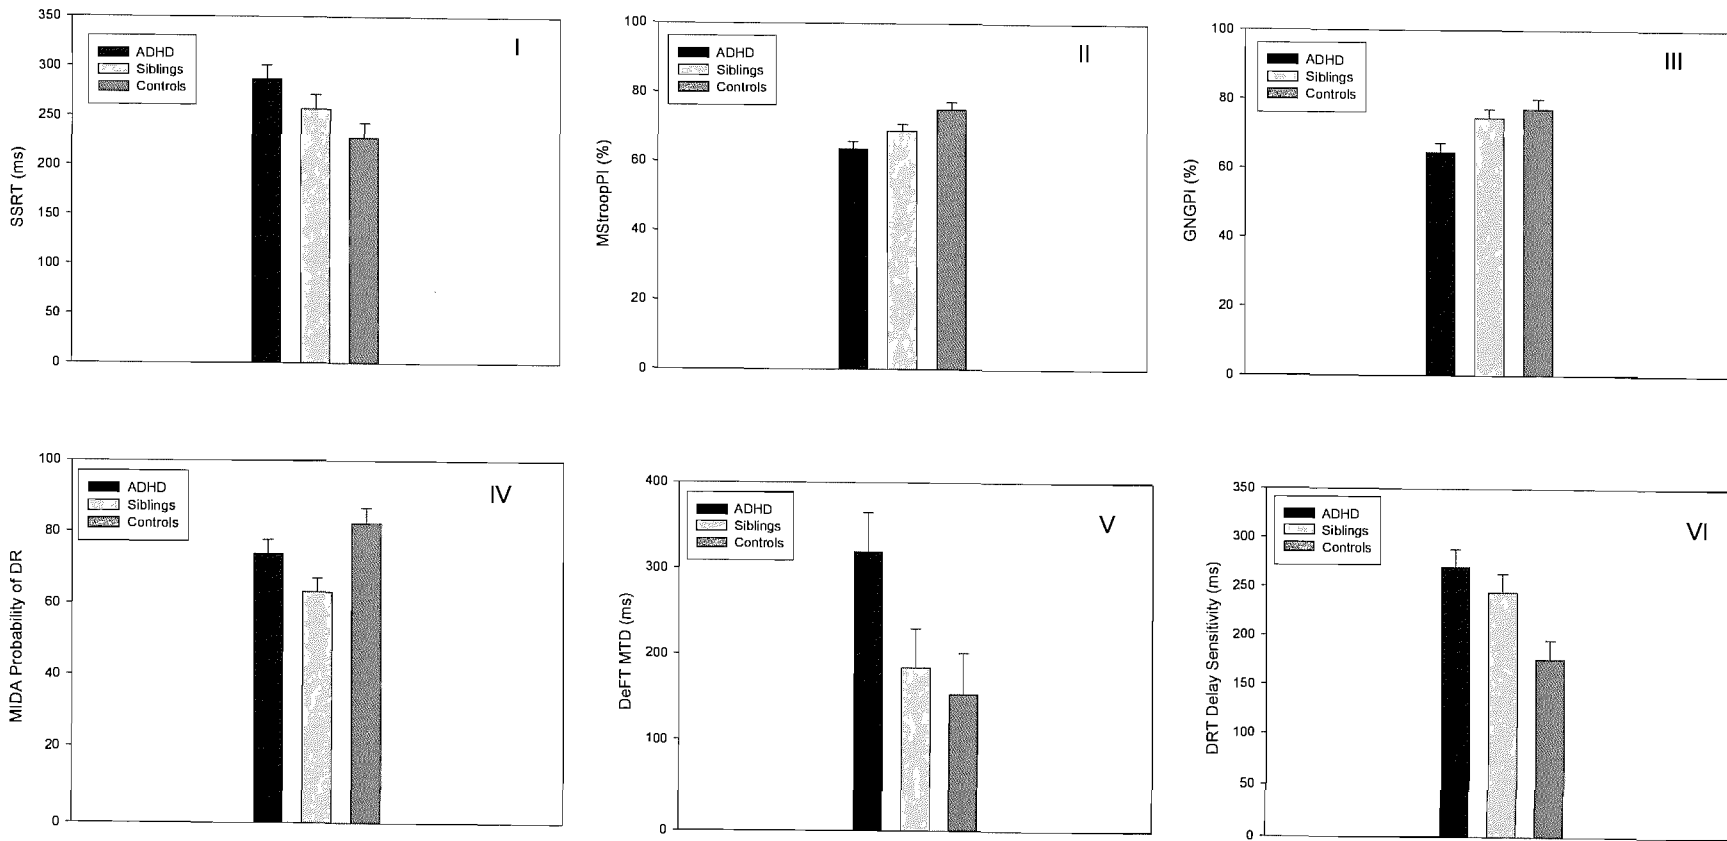 350
300
250
200
150
100
50
0
SSRT (ms)
ADHD
Siblings
Controls
I
100
80
60
40
20
0
MStroopPI (%)
ADHD
Siblings
Controls
II
100
80
60
40
20
0
GNGPI (%)
ADHD
Siblings
Controls
III
100
80
60
40
20
0
MIDA Probability of DR
ADHD
Siblings
Controls
IV
400
300
200
100
0
DeFT MTD (ms)
ADHD
Siblings
Controls
V
350
300
250
200
150
100
50
0
DRT Delay Sensitivity (ms)
ADHD
Siblings
Controls
VI